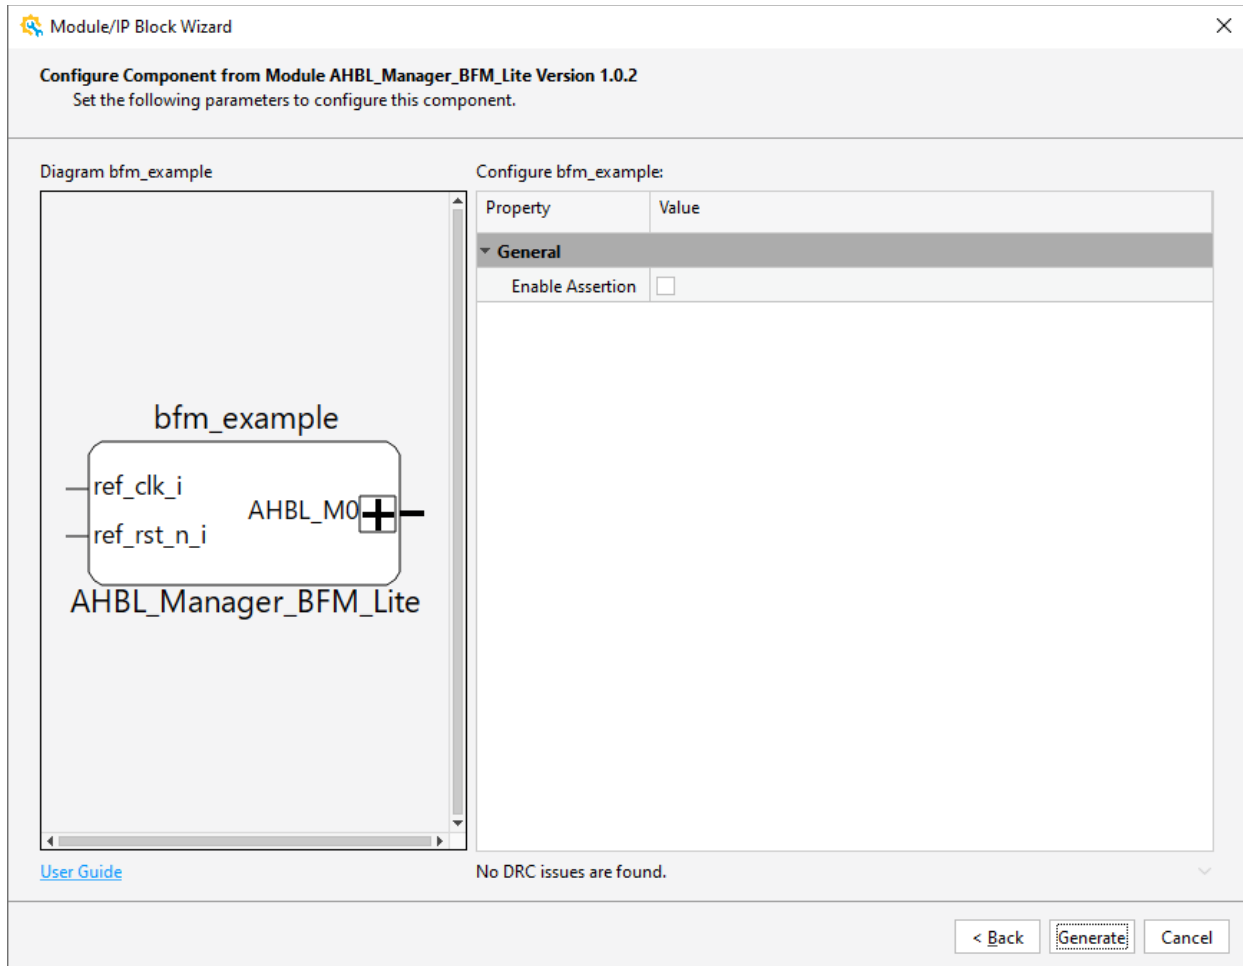 Module/IP Block Wizard
Configure Component from Module AHBL_Manager_BFM_Lite Version 1.0.2
Set the following parameters to configure this component.
Diagram bfm_example
Configure bfm_example:
Property Value
General
Enable Assertion
bfm_example
ref_clk_i
AHBL_M0
ref_rst_n_i
AHBL_Manager_BFM_Lite
User Guide
No DRC issues are found.
< Back Generate Cancel